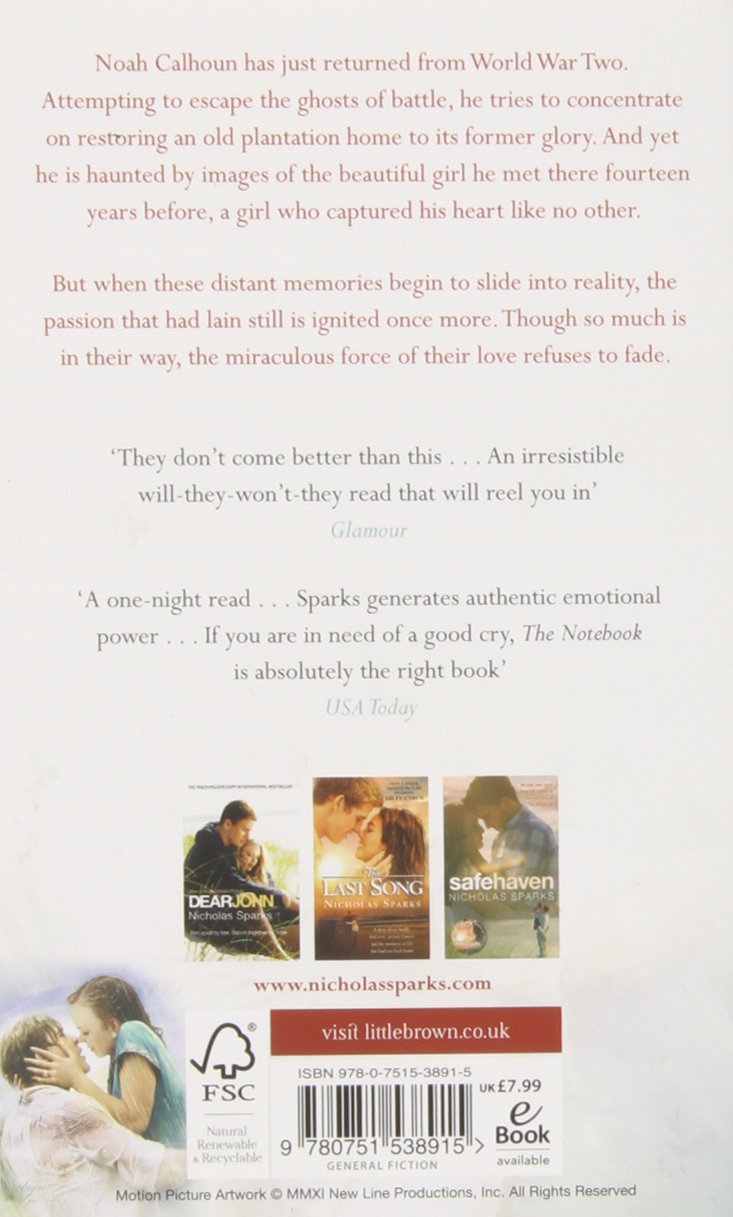 Noah Calhoun has just returned from World War Two.
Attempting to escape the ghosts of battle, he tries to concentrate
on restoring an old plantation home to its former glory. And yet
he is haunted by images of the beautiful girl he met there fourteen
years before, a girl who captured his heart like no other.
But when these distant memories begin to slide into reality, the
passion that had lain still is ignited once more. Though so much is
in their way, the miraculous force of their love refuses to fade.
‘They don’t come better than this . . . An irresistible
will-they-won’t-they read that will reel you in’
Glamour
‘A one-night read . . . Sparks generates authentic emotional
power . . . If you are in need of a good cry, The Notebook
is absolutely the right book’
USA Today
DEAR JOHN
Nicholas Sparks
MILEY CYRUS
The
LAST SONG
NICHOLAS SPARKS
safehaven
NICHOLAS SPARKS
www.nicholassparks.com
®
FSC
Natural
Renewable
& Recyclable
visit littlebrown.co.uk
ISBN 978-0-7515-3891-5
UK £7.99
9 780751 538915 >
GENERAL FICTION
e
Book
available
Motion Picture Artwork © MMXI New Line Productions, Inc. All Rights Reserved